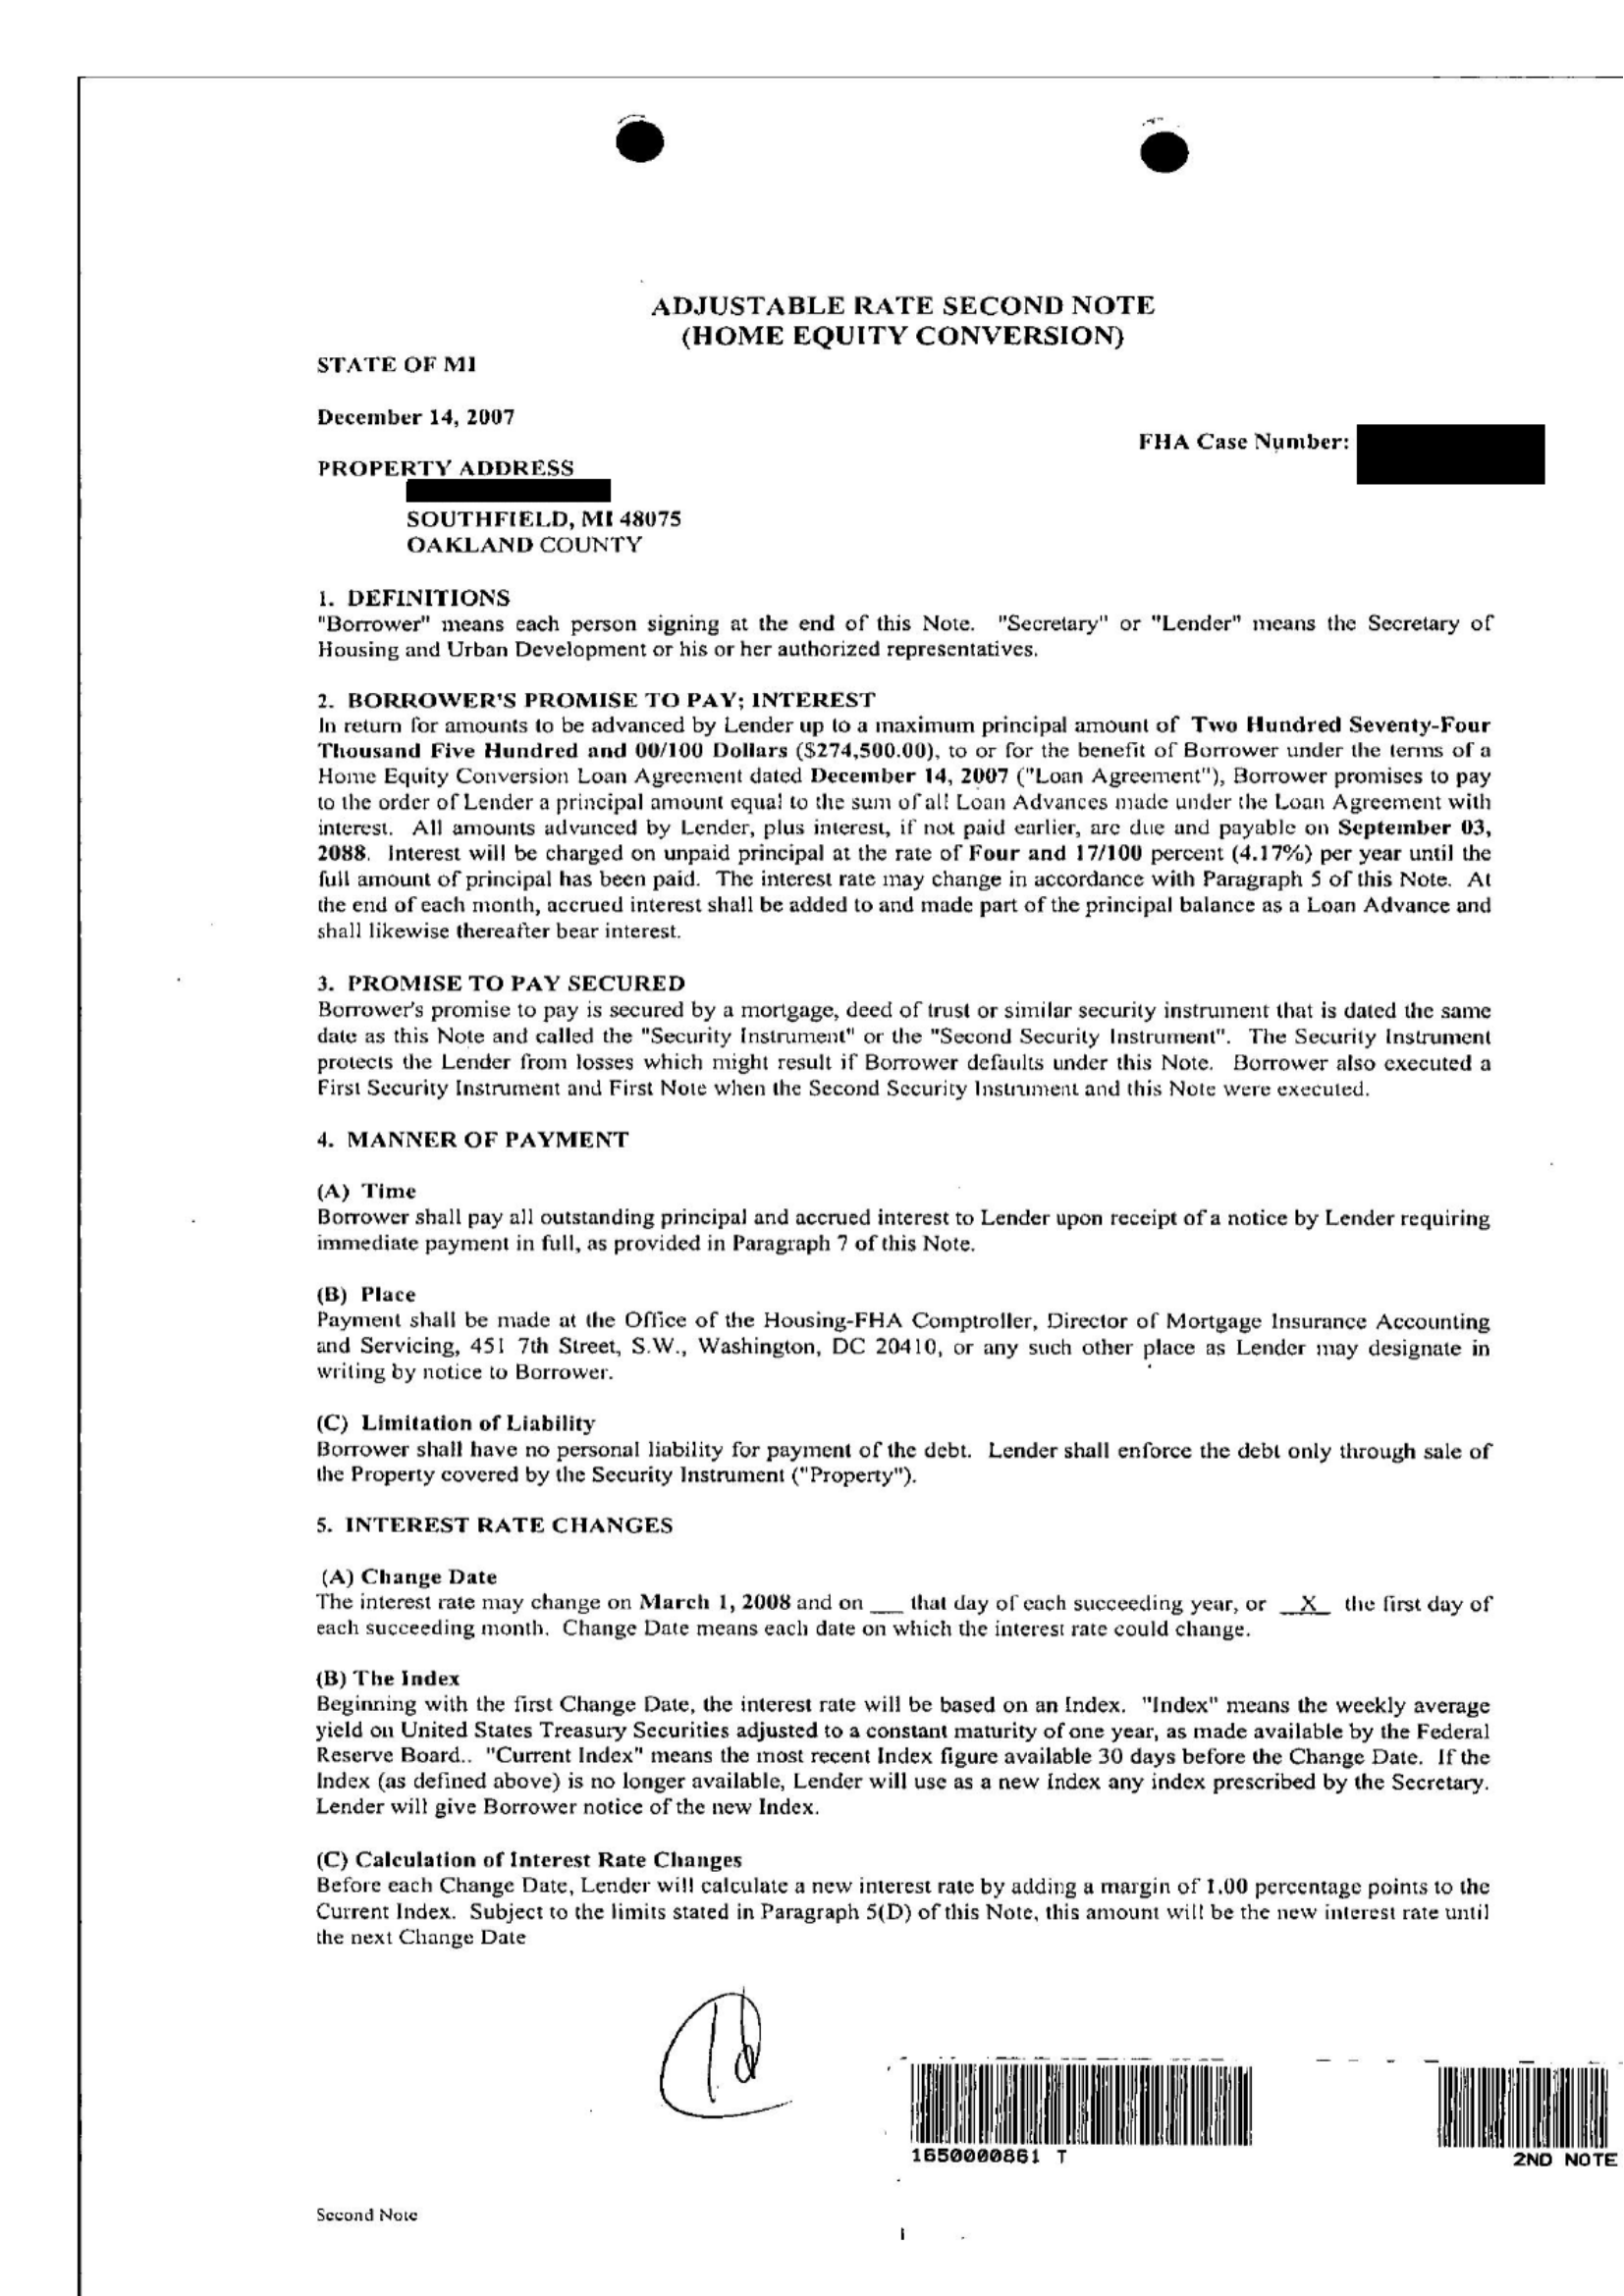 ADJUSTABLE RATE SECOND NOTE
(HOME EQUITY CONVERSION)
STATE OF MI
December 14, 2007
FHA Case Number:
PROPERTY ADDRESS
SOUTHFIELD, MI 48075
OAKLAND COUNTY
1. DEFINITIONS
"Borrower" means each person signing at the end of this Note. "Secretary" or "Lender" means the Secretary of
Housing and Urban Development or his or her authorized representatives.
2. BORROWER'S PROMISE TO PAY; INTEREST
In return for amounts to be advanced by Lender up to a maximum principal amount of Two Hundred Seventy-Four
Thousand Five Hundred and 00/100 Dollars ($274,500.00), to or for the benefit of Borrower under the terms of a
Home Equity Conversion Loan Agreement dated December 14, 2007 ("Loan Agreement"), Borrower promises to pay
to the order of Lender a principal amount equal to the sum of all Loan Advances made under the Loan Agreement with
interest. All amounts advanced by Lender, plus interest, if not paid earlier, are due and payable on September 03,
2088. Interest will be charged on unpaid principal at the rate of Four and 17/100 percent (4.17%) per year until the
full amount of principal has been paid. The interest rate may change in accordance with Paragraph 5 of this Note. At
the end of each month, accrued interest shall be added to and made part of the principal balance as a Loan Advance and
shall likewise thereafter bear interest.
3. PROMISE TO PAY SECURED
Borrower's promise to pay is secured by a mortgage, deed of trust or similar security instrument that is dated the same
date as this Note and called the "Security Instrument" or the "Second Security Instrument". The Security Instrument
protects the Lender from losses which might result if Borrower defaults under this Note. Borrower also executed a
First Security Instrument and First Note when the Second Security Instrument and this Note were executed.
4. MANNER OF PAYMENT
(A) Time
Borrower shall pay all outstanding principal and accrued interest to Lender upon receipt of a notice by Lender requiring
immediate payment in full, as provided in Paragraph 7 of this Note.
(B) Place
Payment shall be made at the Office of the Housing-FHA Comptroller, Director of Mortgage Insurance Accounting
and Servicing, 451 7th Street, S.W., Washington, DC 20410, or any such other place as Lender may designate in
writing by notice to Borrower.
(C) Limitation of Liability
Borrower shall have no personal liability for payment of the debt. Lender shall enforce the debt only through sale of
the Property covered by the Security Instrument ("Property").
5. INTEREST RATE CHANGES
(A) Change Date
The interest rate may change on March 1, 2008 and on ___ that day of each succeeding year, or _X_ the first day of
each succeeding month. Change Date means each date on which the interest rate could change.
(B) The Index
Beginning with the first Change Date, the interest rate will be based on an Index. "Index" means the weekly average
yield on United States Treasury Securities adjusted to a constant maturity of one year, as made available by the Federal
Reserve Board.. "Current Index" means the most recent Index figure available 30 days before the Change Date. If the
Index (as defined above) is no longer available, Lender will use as a new Index any index prescribed by the Secretary.
Lender will give Borrower notice of the new Index.
(C) Calculation of Interest Rate Changes
Before each Change Date, Lender will calculate a new interest rate by adding a margin of 1.00 percentage points to the
Current Index. Subject to the limits stated in Paragraph 5(D) of this Note, this amount will be the new interest rate until
the next Change Date
1650000861 T
2ND NOTE
Second Note
1